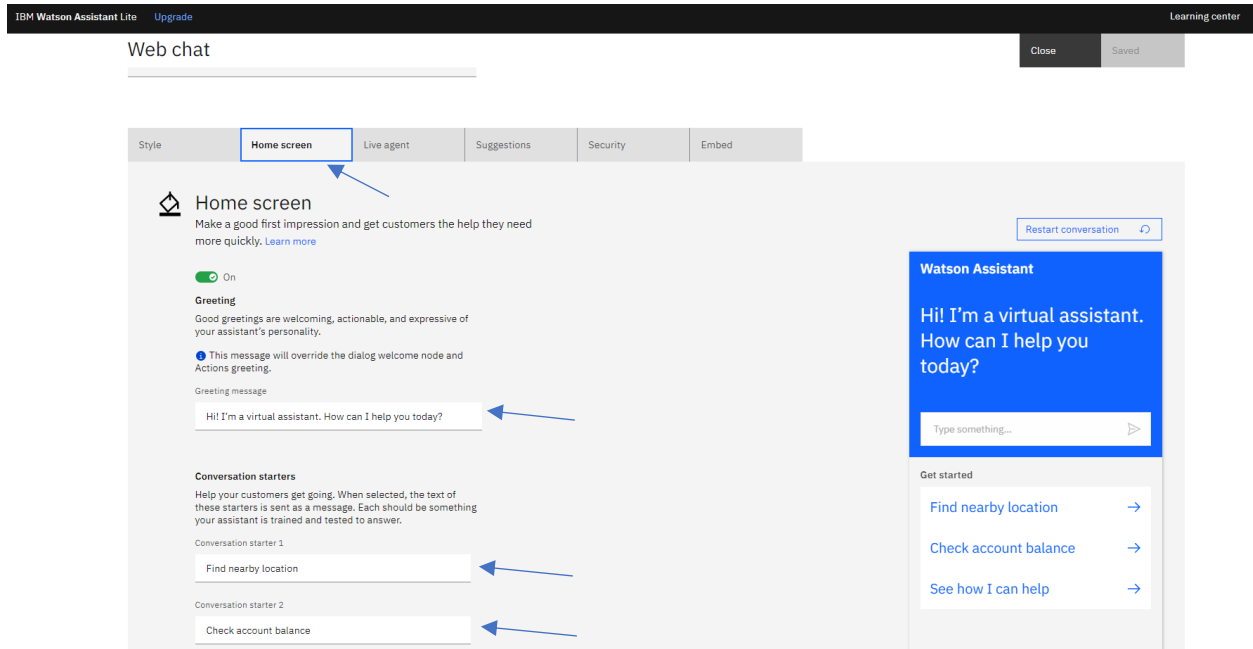 IBM Watson Assistant Lite Upgrade Learning center
Web chat
Close Saved
Style Home screen Live agent Suggestions Security Embed
Home screen
Make a good first impression and get customers the help they need
more quickly. Learn more
On
Greeting
Good greetings are welcoming, actionable, and expressive of
your assistant's personality.
This message will override the dialog welcome node and
Actions greeting.
Greeting message
Hi! I'm a virtual assistant. How can I help you today?
Conversation starters
Help your customers get going. When selected, the text of
these starters is sent as a message. Each should be something
your assistant is trained and tested to answer.
Conversation starter 1
Find nearby location
Conversation starter 2
Check account balance
Restart conversation
Watson Assistant
Hi! I'm a virtual assistant.
How can I help you
today?
Type something...
Get started
Find nearby location
Check account balance
See how I can help